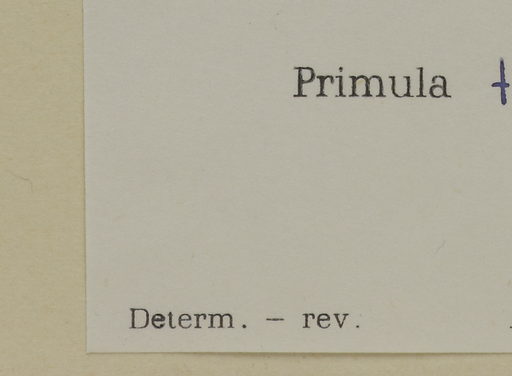 Primula
Determ. — rev.